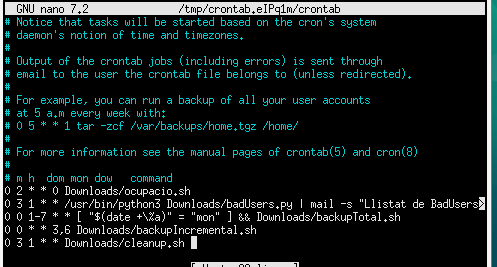 GNU nano 7.2 /tmp/crontab.eIPq1m/crontab
# Notice that tasks will be started based on the cron's system
# daemon's notion of time and timezones.
#
# Output of the crontab jobs (including errors) is sent through
# email to the user the crontab file belongs to (unless redirected).
#
# For example, you can run a backup of all your user accounts
# at 5 a.m every week with:
# 0 5 * * 1 tar -zcf /var/backups/home.tgz /home/
#
# For more information see the manual pages of crontab(5) and cron(8)
#
# m h  dom mon dow   command
0 2 * * 0 Downloads/ocupacio.sh
0 3 1 * * /usr/bin/python3 Downloads/badUsers.py | mail -s "Llistat de BadUsers>
0 0 1-7 * * [ "$(date +\%a)" = "mon" ] && Downloads/backupTotal.sh
0 0 * * 3,6 Downloads/backupIncremental.sh
0 3 1 * * Downloads/cleanup.sh